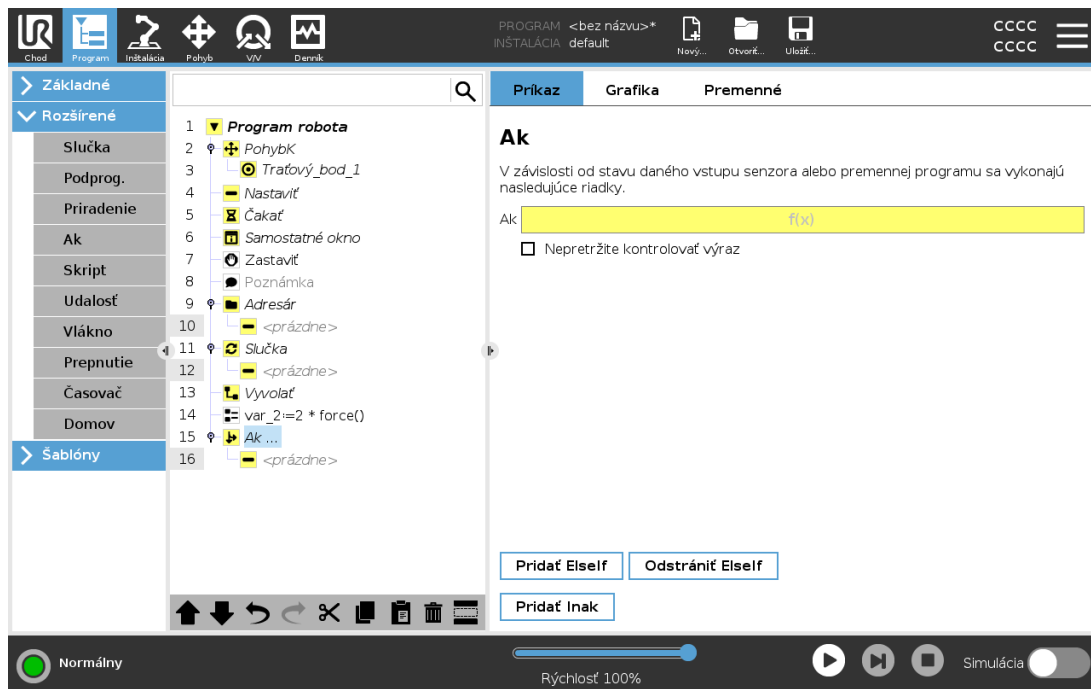 PROGRAM <bez názvu>*
INŠTALÁCIA default
Chod
Program
Inštalácia
Pohyb
V/V
Denník
Nový...
Otvoriť...
Uložiť...
CCCC
CCCC
Základné
Rozšírené
Slučka
Podprog.
Priradenie
Ak
Skript
Udalosť
Vlákno
Prepnutie
Časovač
Domov
Šablóny
1 Program robota
2 PohybK
3 Traťový_bod_1
4 Nastaviť
5 Čakať
6 Samostatné okno
7 Zastaviť
8 Poznámka
9 Adresár
10 <prázdne>
11 Slučka
12 <prázdne>
13 Vyvolať
14 var_2:=2 * force()
15 Ak ...
16 <prázdne>
Príkaz
Grafika
Premenné
Ak
V závislosti od stavu daného vstupu senzora alebo premennej programu sa vykonajú
nasledujúce riadky.
Ak f(x)
Nepretržite kontrolovať výraz
Pridať ElseIf
Odstrániť ElseIf
Pridať Inak
Normálny
Rýchlosť 100%
Simulácia